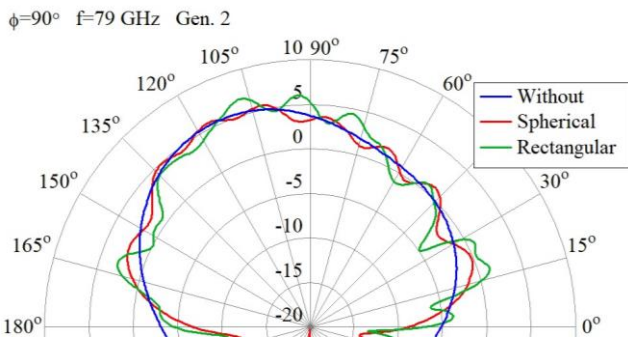 ϕ=90° f=79 GHz Gen. 2
105° 10 90° 75°
120° 5 60°
Without
Spherical
Rectangular
135° 0
150° -5 30°
-10
165° -15 15°
180° -20 0°